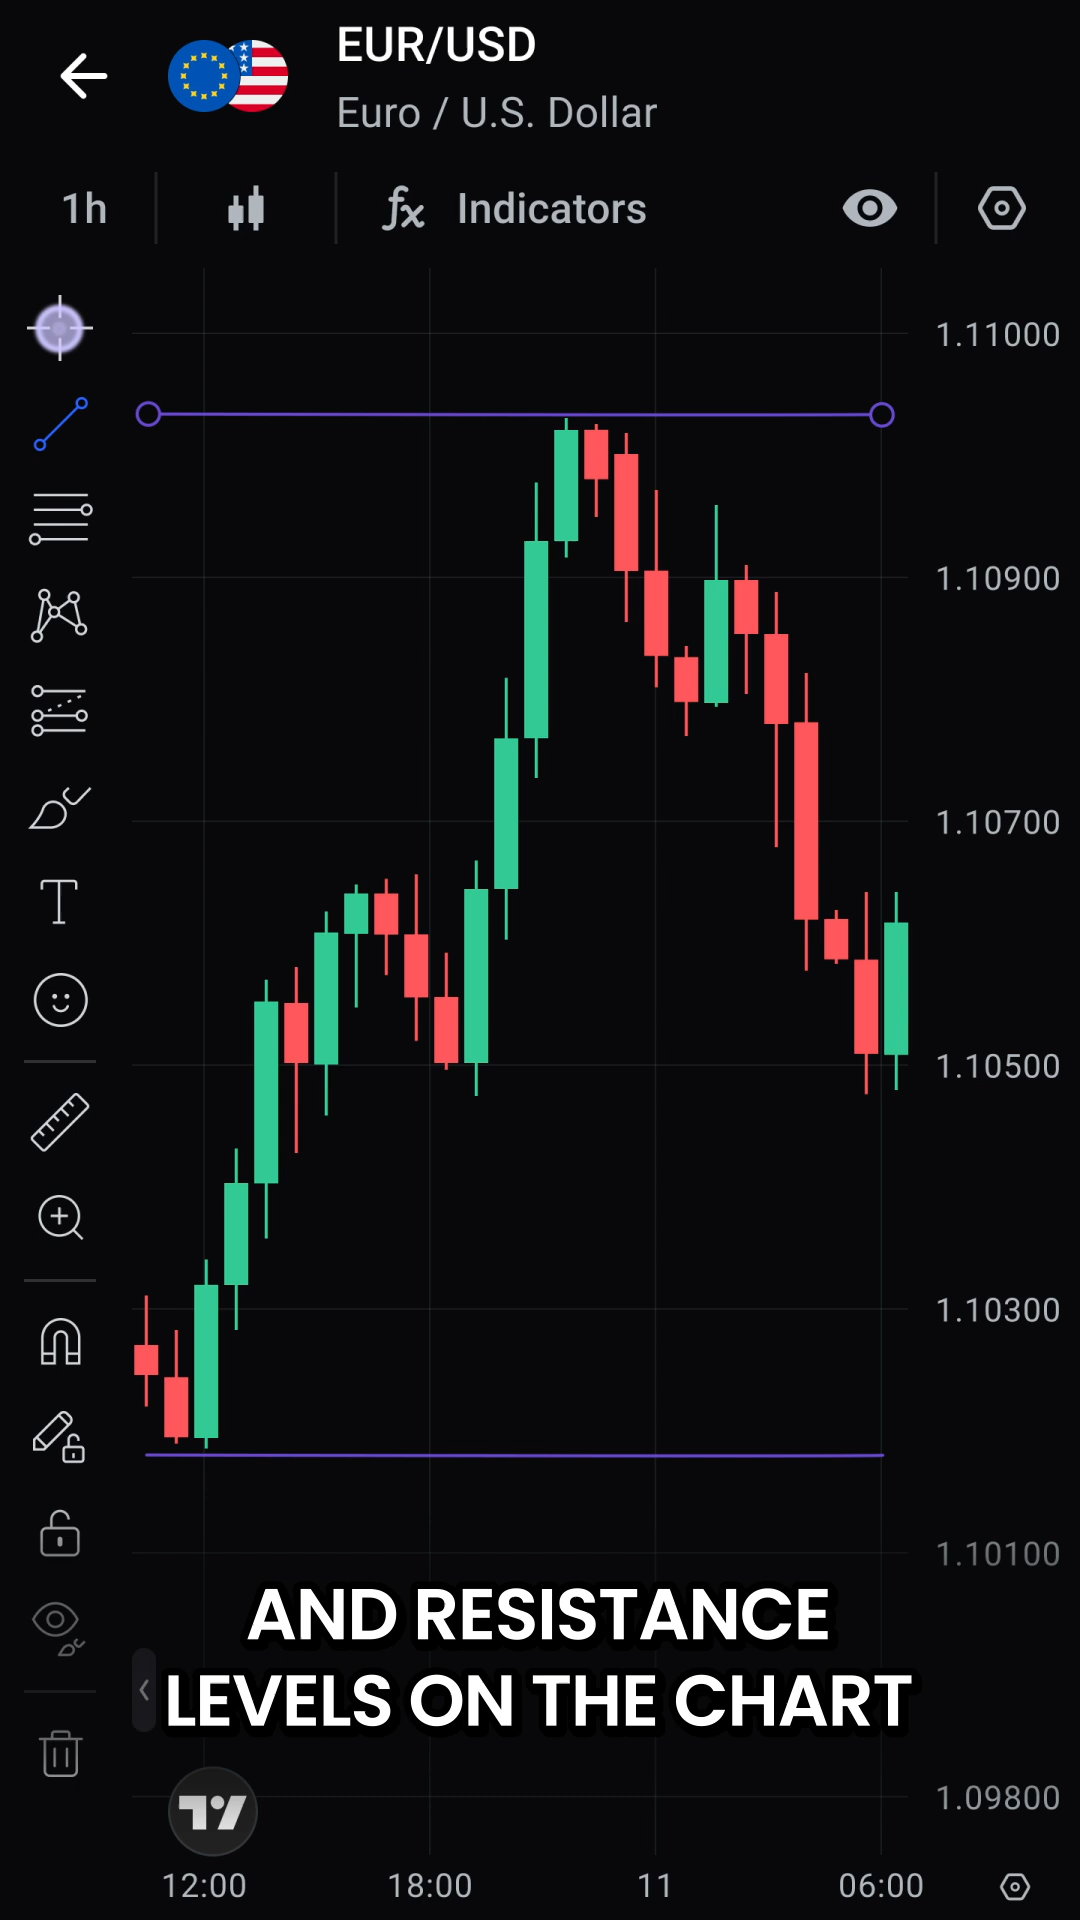 EUR/USD
Euro / U.S. Dollar
1h
fx Indicators
1.11000
1.10900
1.10700
1.10500
1.10300
1.10100
AND RESISTANCE
LEVELS ON THE CHART
1.09800
12:00 18:00 11 06:00